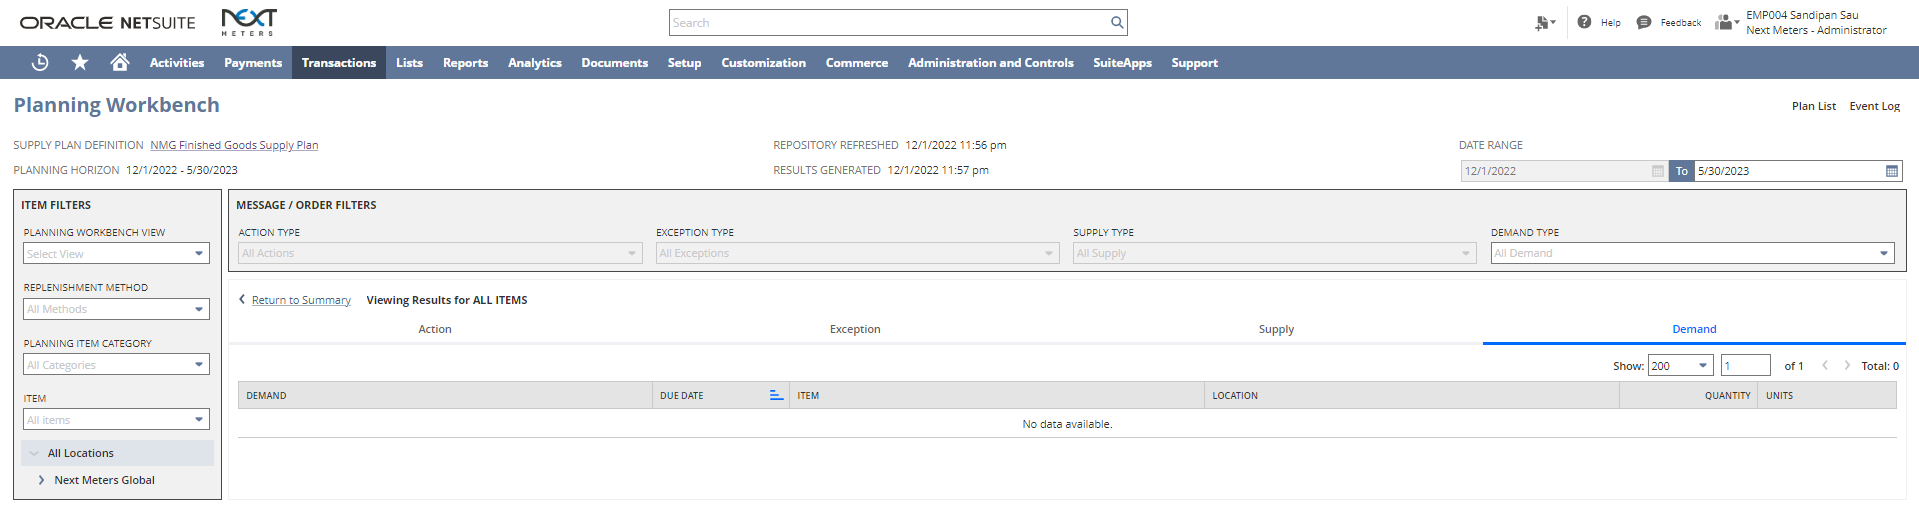 ORACLE NETSUITE
NEXT
METERS
Search
Help
Feedback
EMP004 Sandipan Sau
Next Meters - Administrator
Activities Payments Transactions Lists Reports Analytics Documents Setup Customization Commerce Administration and Controls SuiteApps Support
Planning Workbench
Plan List Event Log
SUPPLY PLAN DEFINITION NMG Finished Goods Supply Plan
REPOSITORY REFRESHED 12/1/2022 11:56 pm
DATE RANGE
PLANNING HORIZON 12/1/2022 - 5/30/2023
RESULTS GENERATED 12/1/2022 11:57 pm
12/1/2022 To 5/30/2023
ITEM FILTERS
PLANNING WORKBENCH VIEW
Select View
REPLENISHMENT METHOD
All Methods
PLANNING ITEM CATEGORY
All Categories
ITEM
All items
All Locations
Next Meters Global
MESSAGE / ORDER FILTERS
ACTION TYPE EXCEPTION TYPE SUPPLY TYPE DEMAND TYPE
All Actions All Exceptions All Supply All Demand
Return to Summary Viewing Results for ALL ITEMS
Action Exception Supply Demand
Show: 200 1 of 1 Total: 0
DEMAND DUE DATE ITEM LOCATION QUANTITY UNITS
No data available.